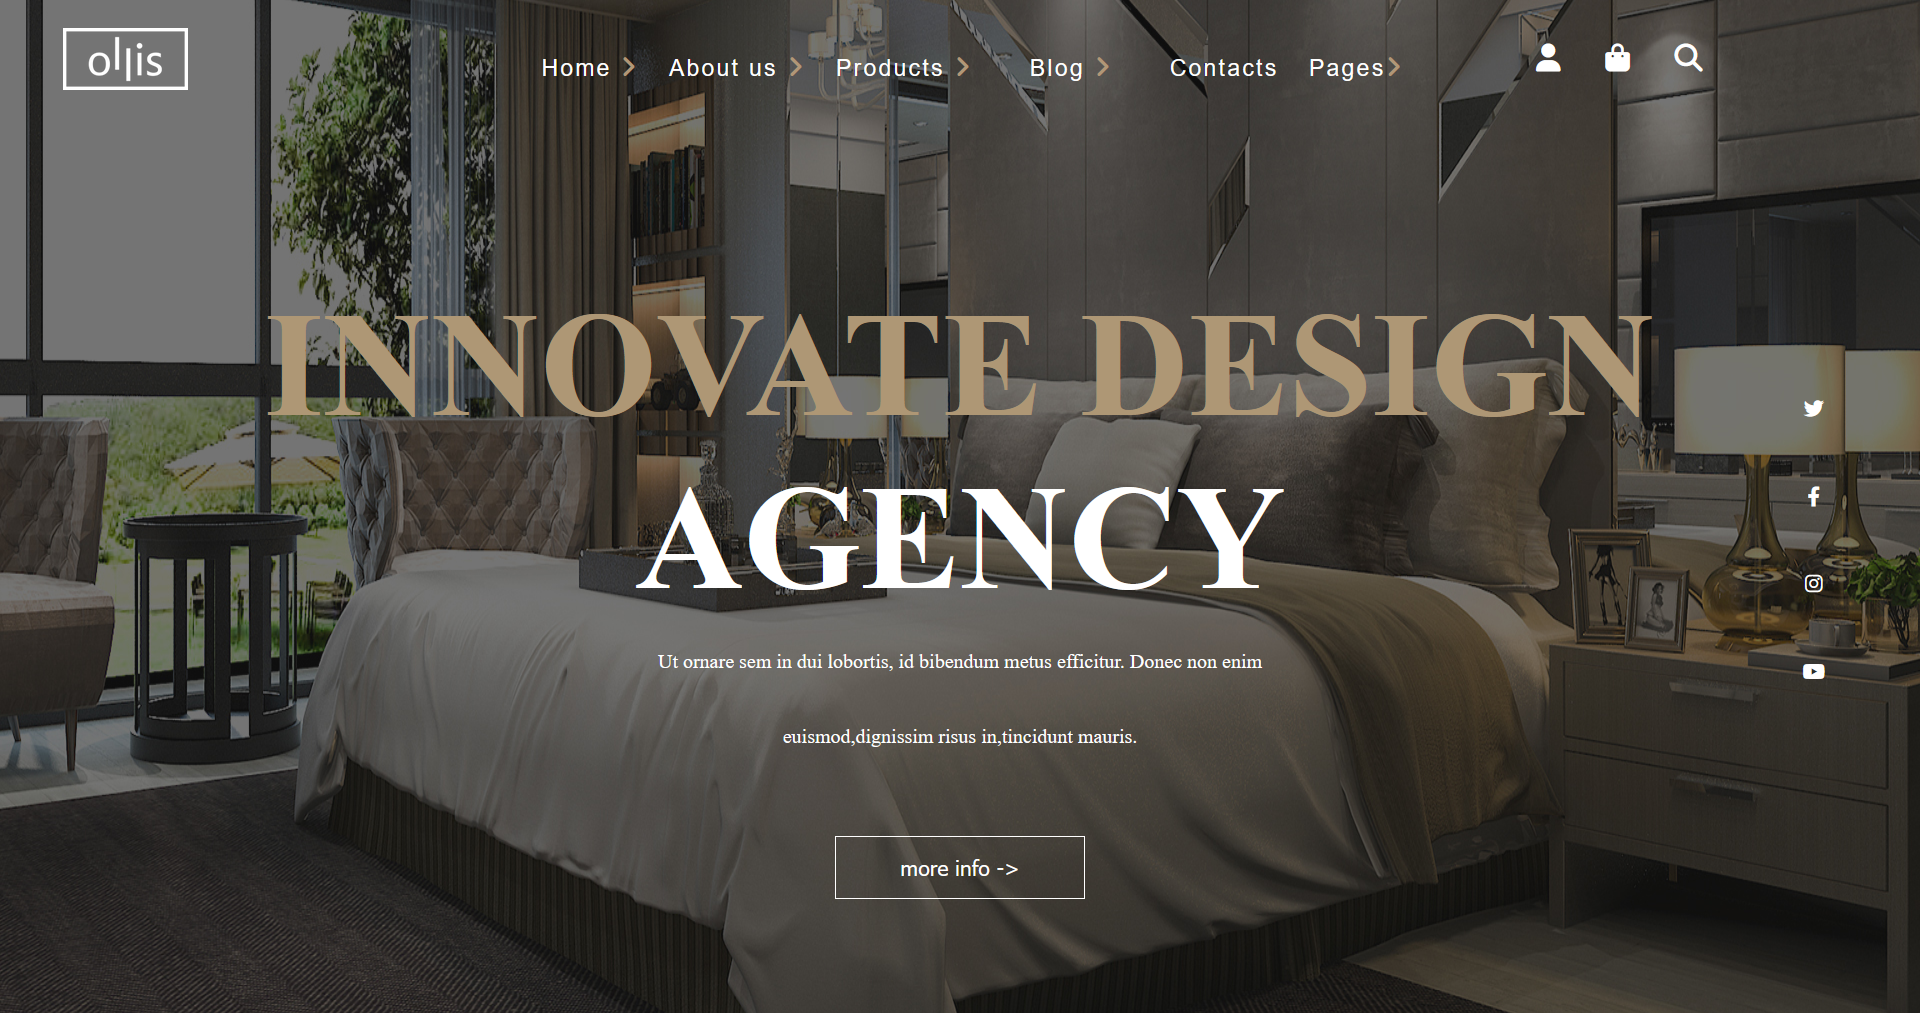 ollis
Home About us Products Blog Contacts Pages
INNOVATE DESIGN
AGENCY
Ut ornare sem in dui lobortis, id bibendum metus efficitur. Donec non enim
euismod,dignissim risus in,tincidunt mauris.
more info ->